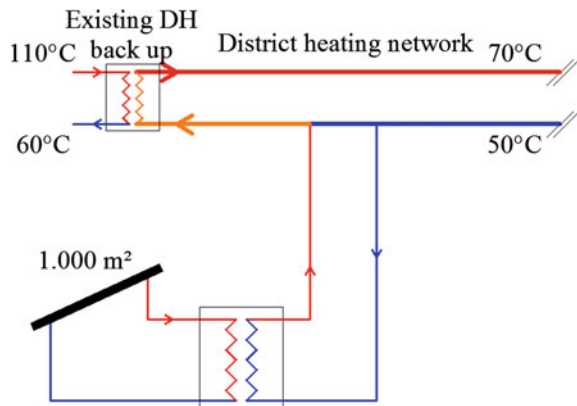 Existing DH
back up
District heating network
110°C
70°C
60°C
50°C
1.000 m²